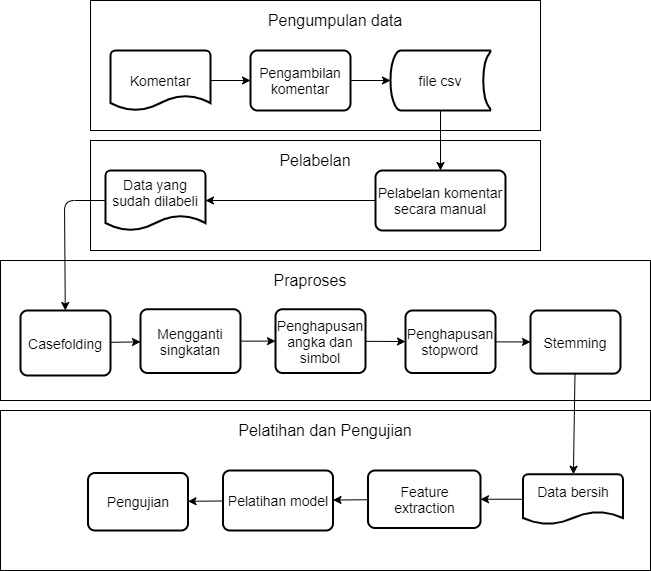 Pengumpulan data
Komentar
Pengambilan
komentar
file csv
Pelabelan
Data yang
sudah dilabeli
Pelabelan komentar
secara manual
Praproses
Casefolding
Mengganti
singkatan
Penghapusan
angka dan
simbol
Penghapusan
stopword
Stemming
Pelatihan dan Pengujian
Pengujian
Pelatihan model
Feature
extraction
Data bersih